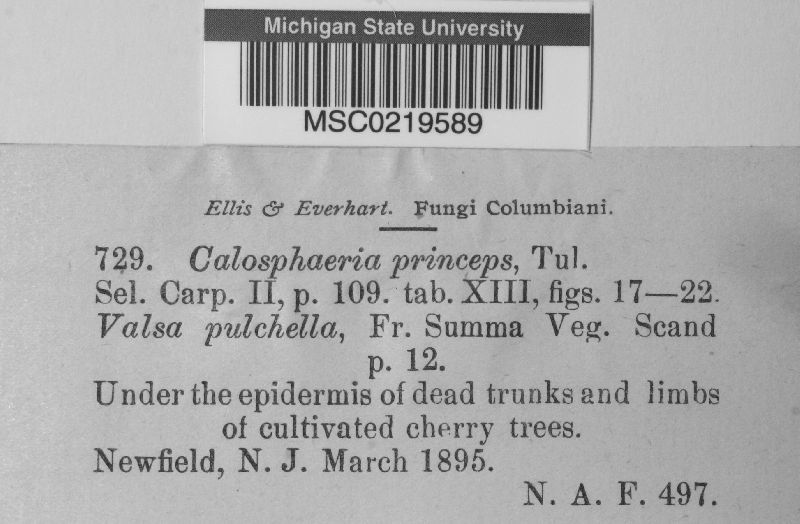 Michigan State University
MSC0219589
Ellis & Everhart. Fungi Columbiani.
729. Calosphaeria princeps, Tul.
Sel. Carp. II, p. 109. tab. XIII, figs. 17—22.
Valsa pulchella, Fr. Summa Veg. Scand
p. 12.
Under the epidermis of dead trunks and limbs
of cultivated cherry trees.
Newfield, N. J. March 1895.
N. A. F. 497.